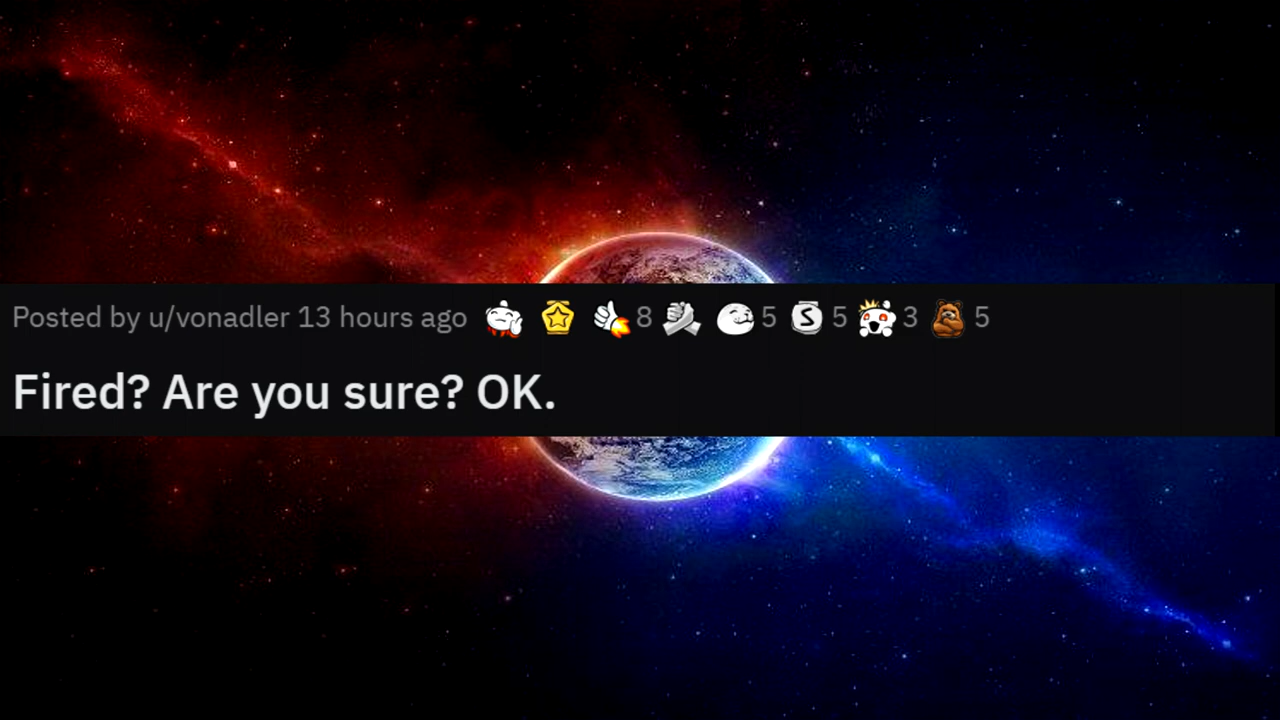 Posted by u/vonadler 13 hours ago 8 5 5 3 5
Fired? Are you sure? OK.